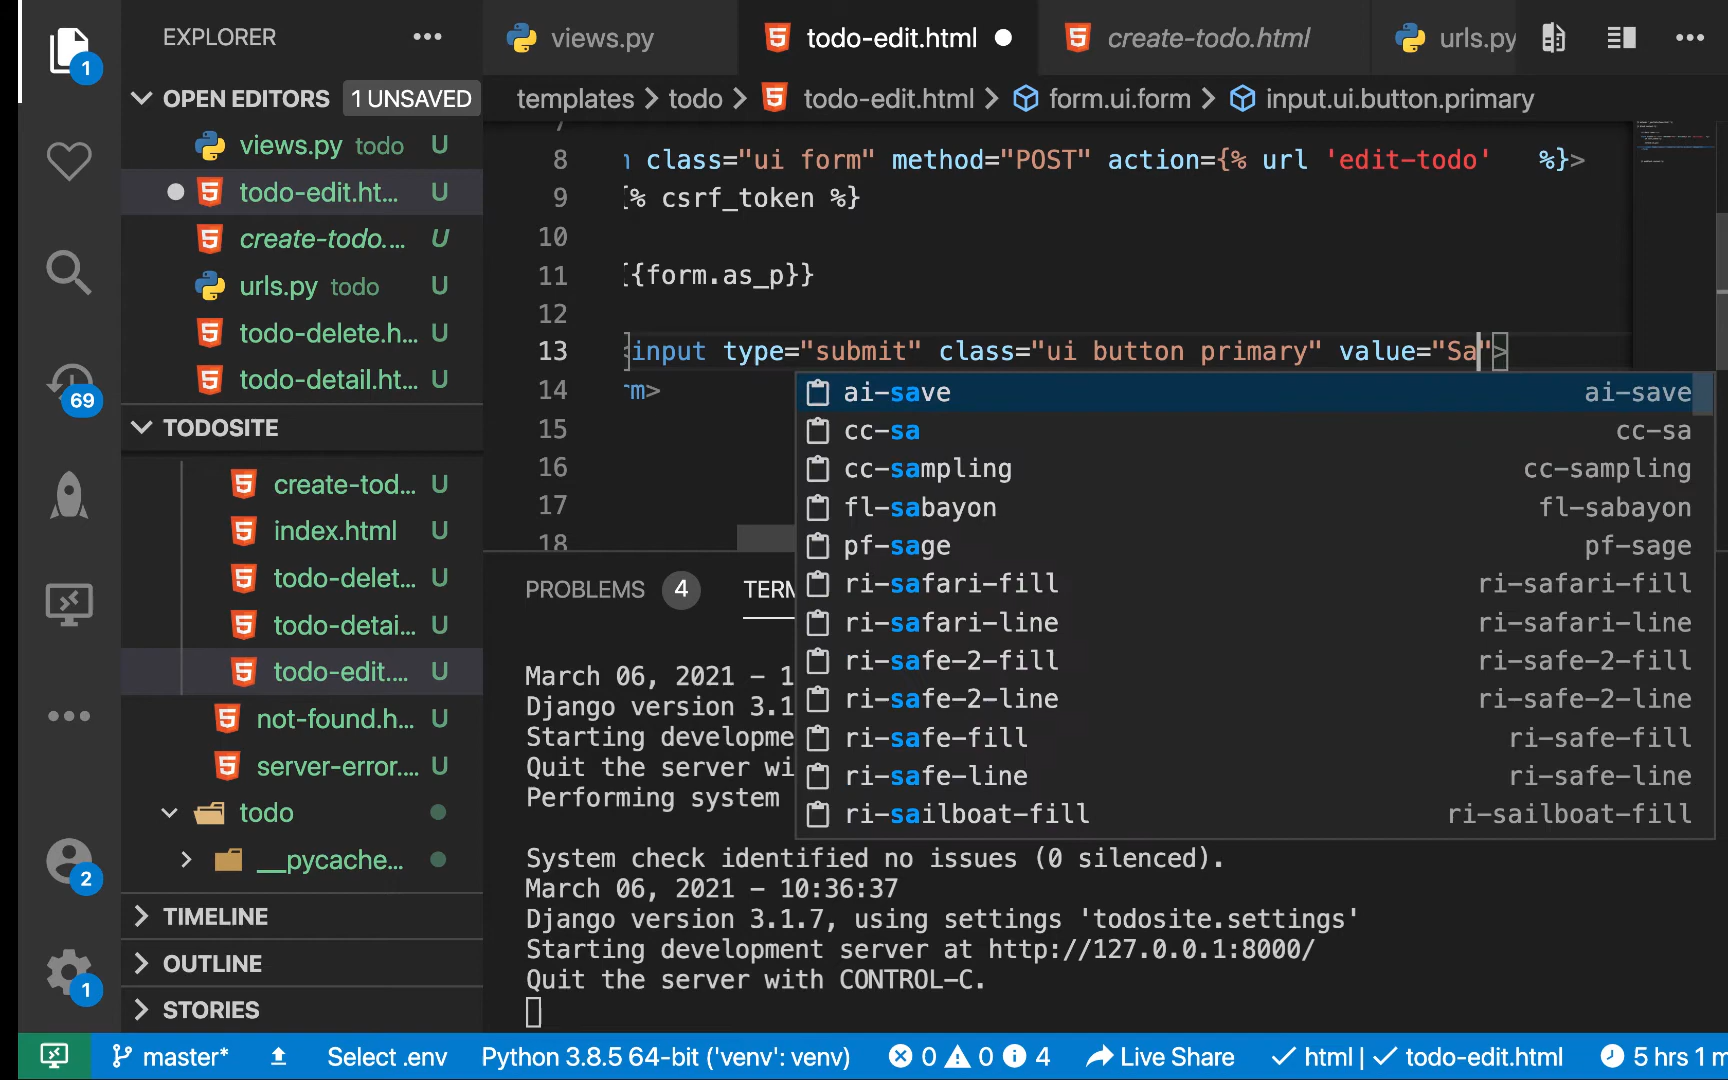 EXPLORER
views.py
todo-edit.html
create-todo.html
urls.py
OPEN EDITORS
1 UNSAVED
templates > todo > todo-edit.html > form.ui.form > input.ui.button.primary
views.py todo U
todo-edit.ht... U
create-todo.... U
urls.py todo U
todo-delete.h... U
todo-detail.ht... U
1
69
2
1
TODOSITE
create-tod... U
index.html U
todo-delet... U
todo-detai... U
todo-edit.... U
not-found.h... U
server-error.... U
todo
__pycache...
TIMELINE
OUTLINE
STORIES
7
8 class="ui form" method="POST" action={% url 'edit-todo' %}>
9 {% csrf_token %}
10
11 {{form.as_p}}
12
13 input type="submit" class="ui button primary" value="Sa">
14 m>
15
16
17
18
ai-save ai-save
cc-sa cc-sa
cc-sampling cc-sampling
fl-sabayon fl-sabayon
pf-sage pf-sage
ri-safari-fill ri-safari-fill
ri-safari-line ri-safari-line
ri-safe-2-fill ri-safe-2-fill
ri-safe-2-line ri-safe-2-line
ri-safe-fill ri-safe-fill
ri-safe-line ri-safe-line
ri-sailboat-fill ri-sailboat-fill
PROBLEMS 4 TERM
March 06, 2021 - 1
Django version 3.1
Starting developme
Quit the server wi
Performing system
System check identified no issues (0 silenced).
March 06, 2021 - 10:36:37
Django version 3.1.7, using settings 'todosite.settings'
Starting development server at http://127.0.0.1:8000/
Quit the server with CONTROL-C.
master* Select .env Python 3.8.5 64-bit ('venv': venv) 0 0 4 Live Share html | todo-edit.html 5 hrs 1 m